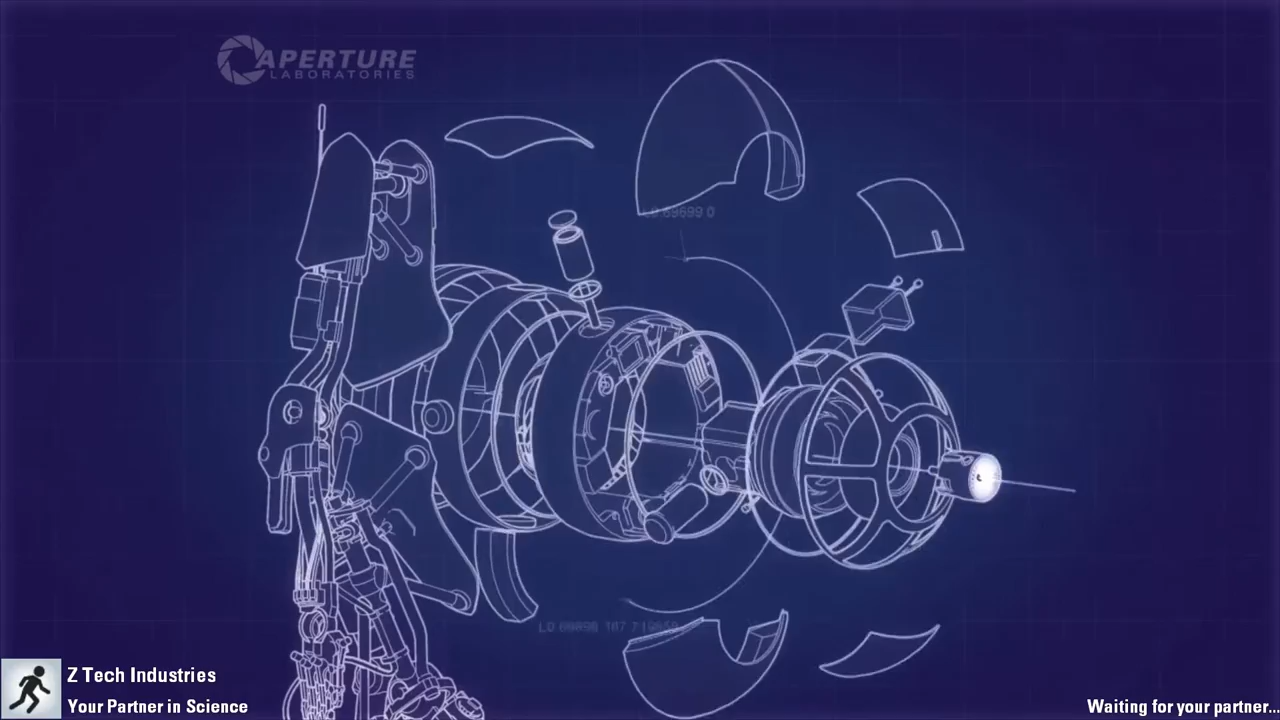 APERTURE
LABORATORIES
Z Tech Industries
Your Partner in Science
Waiting for your partner...